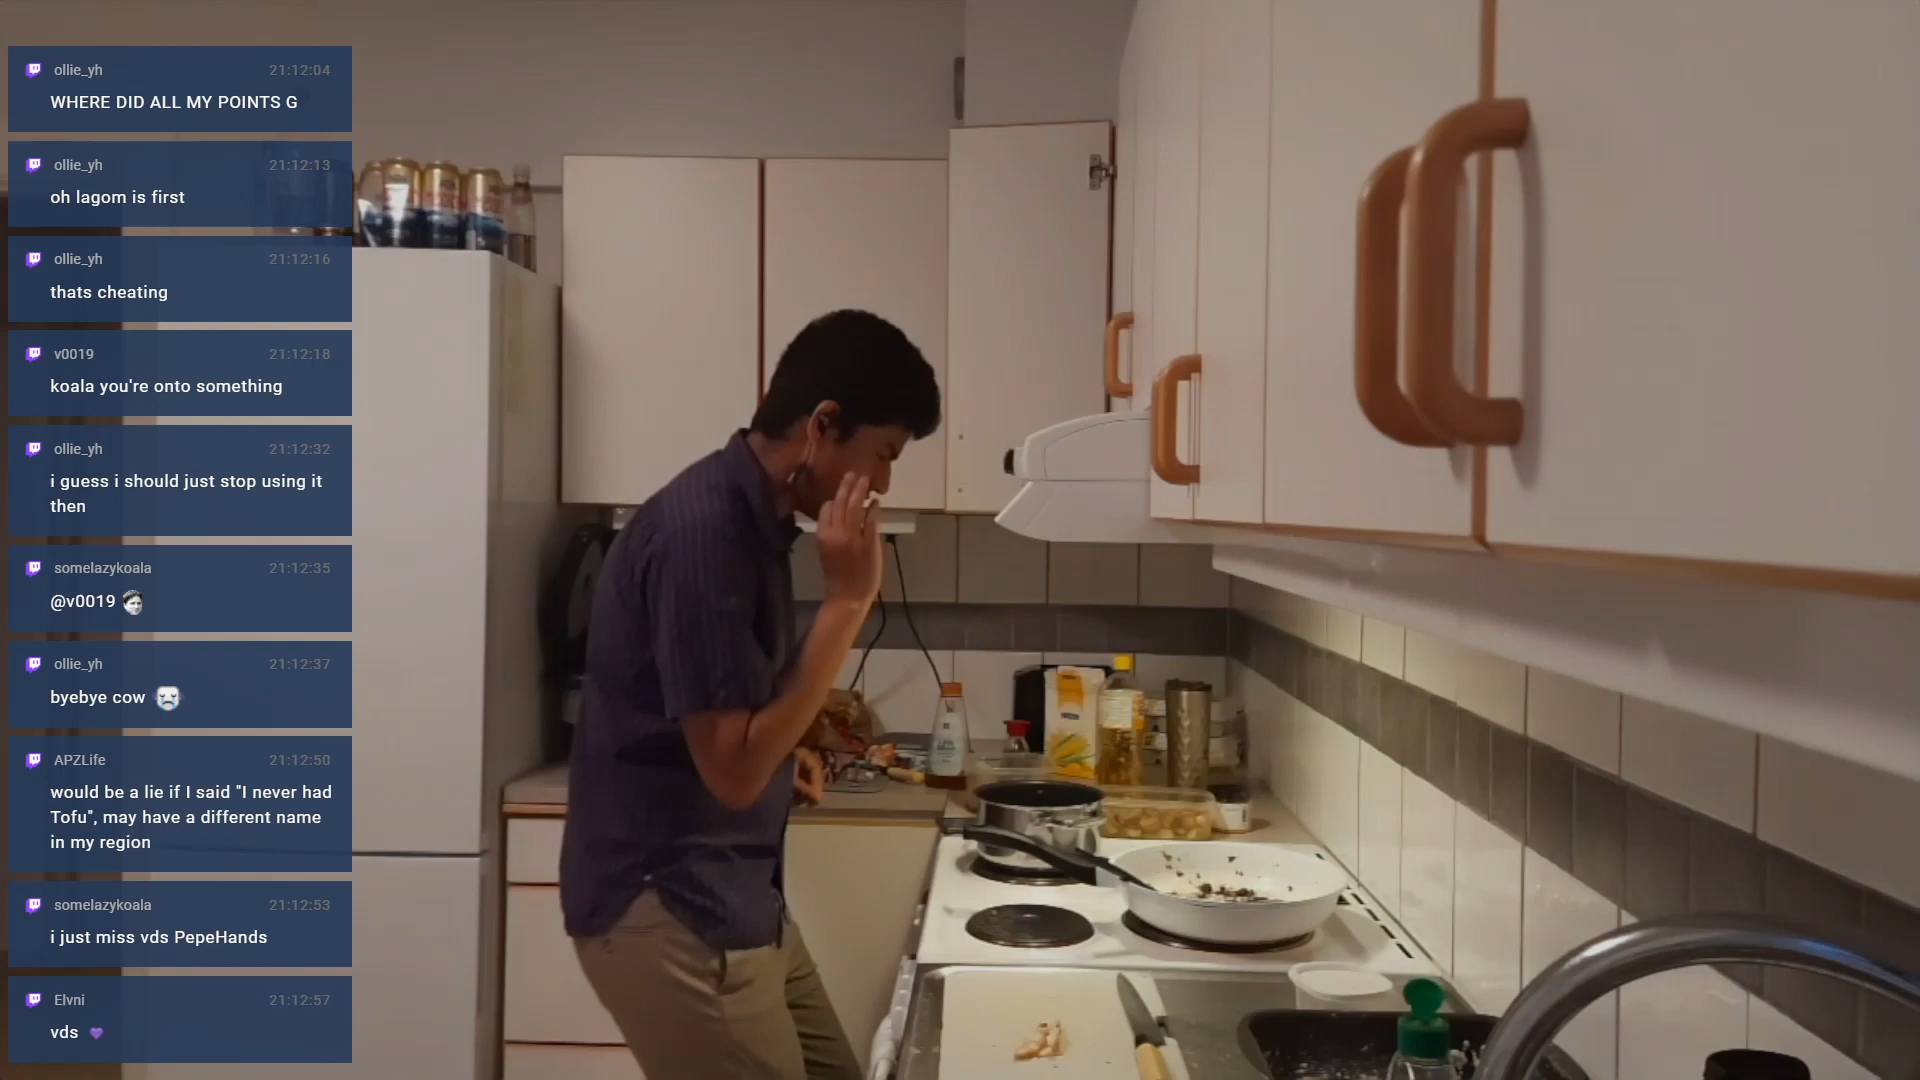 ollie_yh 21:12:04
WHERE DID ALL MY POINTS G
ollie_yh 21:12:13
oh lagom is first
ollie_yh 21:12:16
thats cheating
v0019 21:12:18
koala you're onto something
ollie_yh 21:12:32
i guess i should just stop using it
then
somelazykoala 21:12:35
@v0019
ollie_yh 21:12:37
byebye cow
APZLife 21:12:50
would be a lie if I said "I never had
Tofu", may have a different name
in my region
somelazykoala 21:12:53
i just miss vds PepeHands
Elvni 21:12:57
vds